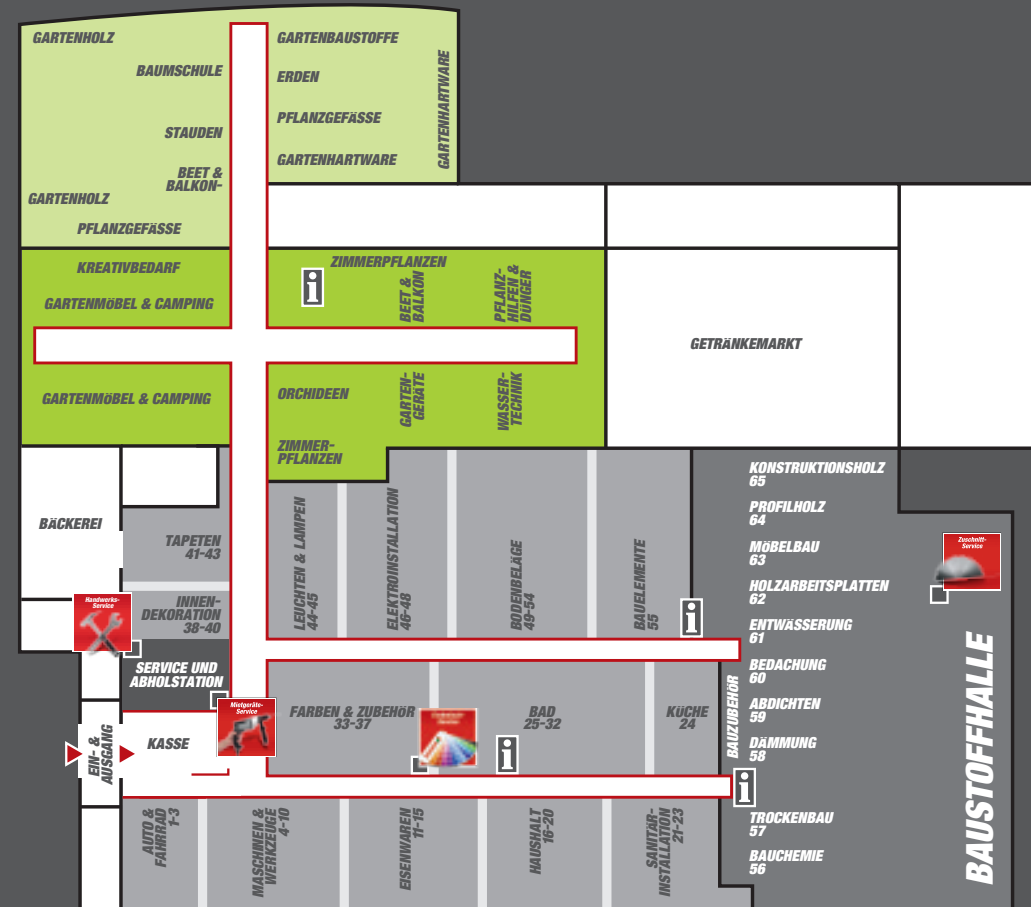 GARTENHOLZ
BAUMSCHULE
STAUDEN
BEET &
BALKON-
GARTENHOLZ
PFLANZGEFÄSSE
GARTENBAUSTOFFE
ERDEN
PFLANZGEFÄSSE
GARTENHARTWARE
GARTENHARTWARE
KREATIVBEDARF
GARTENMÖBEL & CAMPING
GARTENMÖBEL & CAMPING
i
ZIMMERPFLANZEN
BEET &
BALKON
PFLANZ-
HILFEN &
DÜNGER
ORCHIDEEN
ZIMMER-
PFLANZEN
GARTEN-
GERÄTE
WASSER-
TECHNIK
GETRÄNKEMARKT
BÄCKEREI
TAPETEN
41-43
INNEN-
DEKORATION
38-40
Handwerks-
Service
SERVICE UND
ABHOLSTATION
LEUCHTEN & LAMPEN
44-45
ELEKTROINSTALLATION
46-48
BODENBELÄGE
49-54
BAUELEMENTE
55
i
EIN- &
AUSGANG
KASSE
Mietgeräte-
Service
FARBEN & ZUBEHÖR
33-37
BAD
25-32
i
KÜCHE
24
BAUZUBEHÖR
i
AUTO &
FAHRRAD
1-3
MASCHINEN &
WERKZEUGE
4-10
EISENWAREN
11-15
HAUSHALT
16-20
SANITÄR-
INSTALLATION
21-23
KONSTRUKTIONSHOLZ
65
PROFILHOLZ
64
MÖBELBAU
63
HOLZARBEITSPLATTEN
62
ENTWÄSSERUNG
61
BEDACHUNG
60
ABDICHTEN
59
DÄMMUNG
58
TROCKENBAU
57
BAUCHEMIE
56
Zuschnitt-
Service
BAUSTOFFHALLE